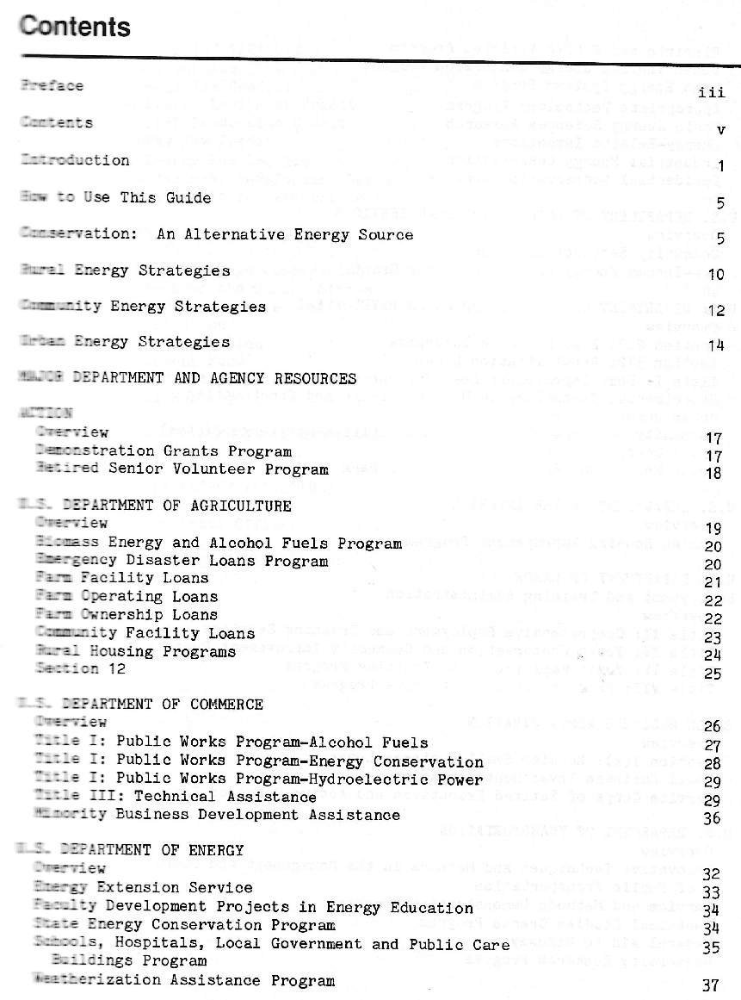 Contents
Preface iii
Contents v
Introduction 1
How to Use This Guide 5
Conservation: An Alternative Energy Source 5
Rural Energy Strategies 10
Community Energy Strategies 12
Urban Energy Strategies 14
MAJOR DEPARTMENT AND AGENCY RESOURCES
ACTION
Overview 17
Demonstration Grants Program 17
Retired Senior Volunteer Program 18
U.S. DEPARTMENT OF AGRICULTURE
Overview 19
Biomass Energy and Alcohol Fuels Program 20
Emergency Disaster Loans Program 20
Farm Facility Loans 21
Farm Operating Loans 22
Farm Ownership Loans 22
Community Facility Loans 23
Rural Housing Programs 24
Section 12 25
U.S. DEPARTMENT OF COMMERCE
Overview 26
Title I: Public Works Program-Alcohol Fuels 27
Title I: Public Works Program-Energy Conservation 28
Title I: Public Works Program-Hydroelectric Power 29
Title III: Technical Assistance 29
Minority Business Development Assistance 36
U.S. DEPARTMENT OF ENERGY
Overview 32
Energy Extension Service 33
Faculty Development Projects in Energy Education 34
State Energy Conservation Program 34
Schools, Hospitals, Local Government and Public Care 35
Buildings Program
Weatherization Assistance Program 37